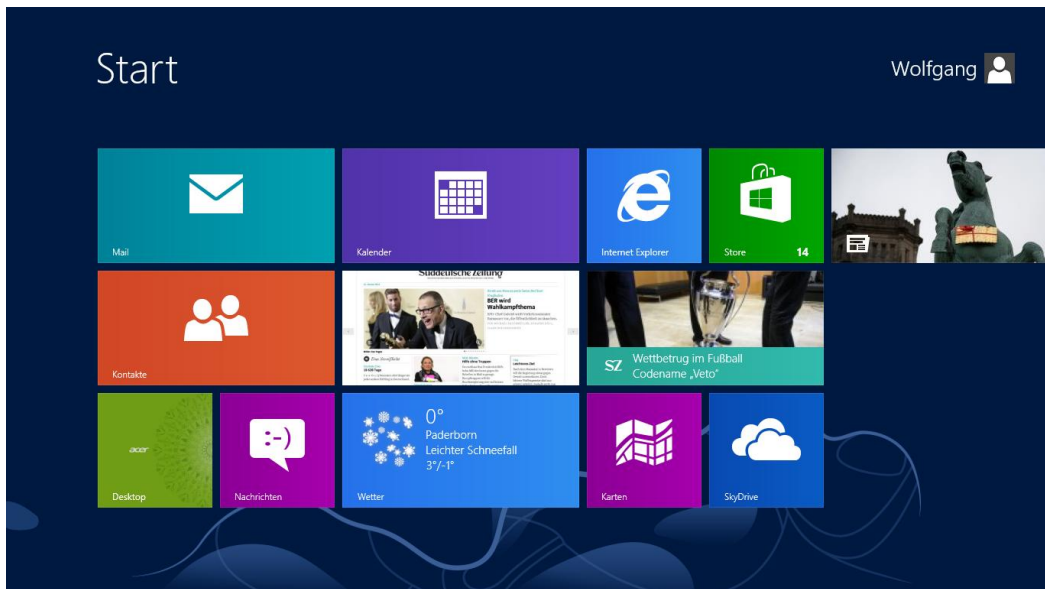 Start
Wolfgang
Mail
Kalender
Internet Explorer
Store
14
Kontakte
Süddeutsche Zeitung
BER wird
Wahlkampfthema
SZ
Wettbetrug im Fußball
Codename „Veto“
acer
Desktop
:-)
Nachrichten
0°
Paderborn
Leichter Schneefall
3°/-1°
Wetter
Karten
SkyDrive